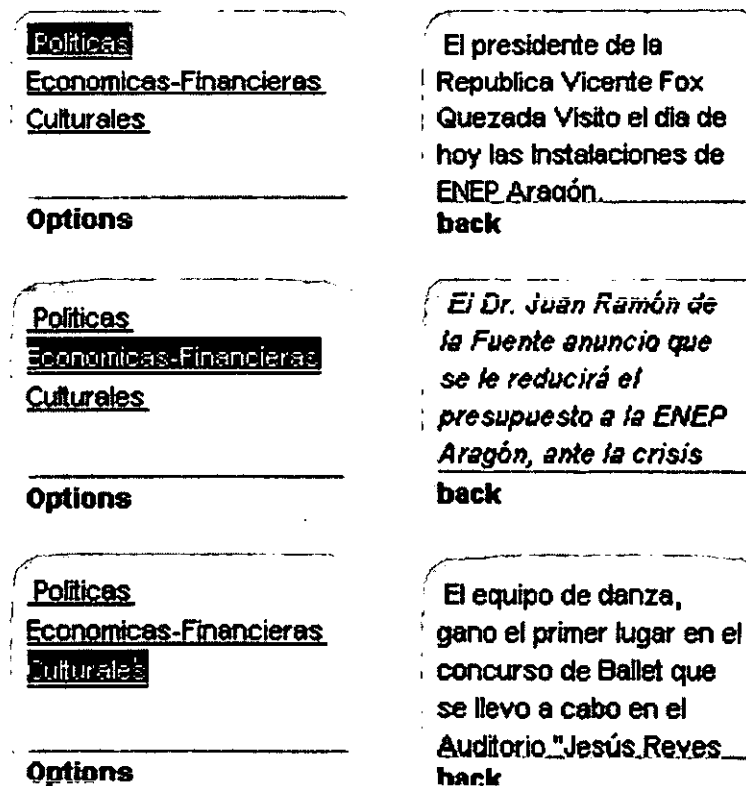 Politicas
Economicas-Financieras
Culturales
Options
El presidente de la
Republica Vicente Fox
Quezada Visito el dia de
hoy las Instalaciones de
ENEP Aragón.
back
Politicas
Economicas-Financieras
Culturales
Options
El Dr. Juan Ramón de
la Fuente anuncio que
se le reducirá el
presupuesto a la ENEP
Aragón, ante la crisis
back
Politicas
Economicas-Financieras
Culturales
Options
El equipo de danza,
gano el primer lugar en el
concurso de Ballet que
se llevo a cabo en el
Auditorio "Jesús Reyes
back